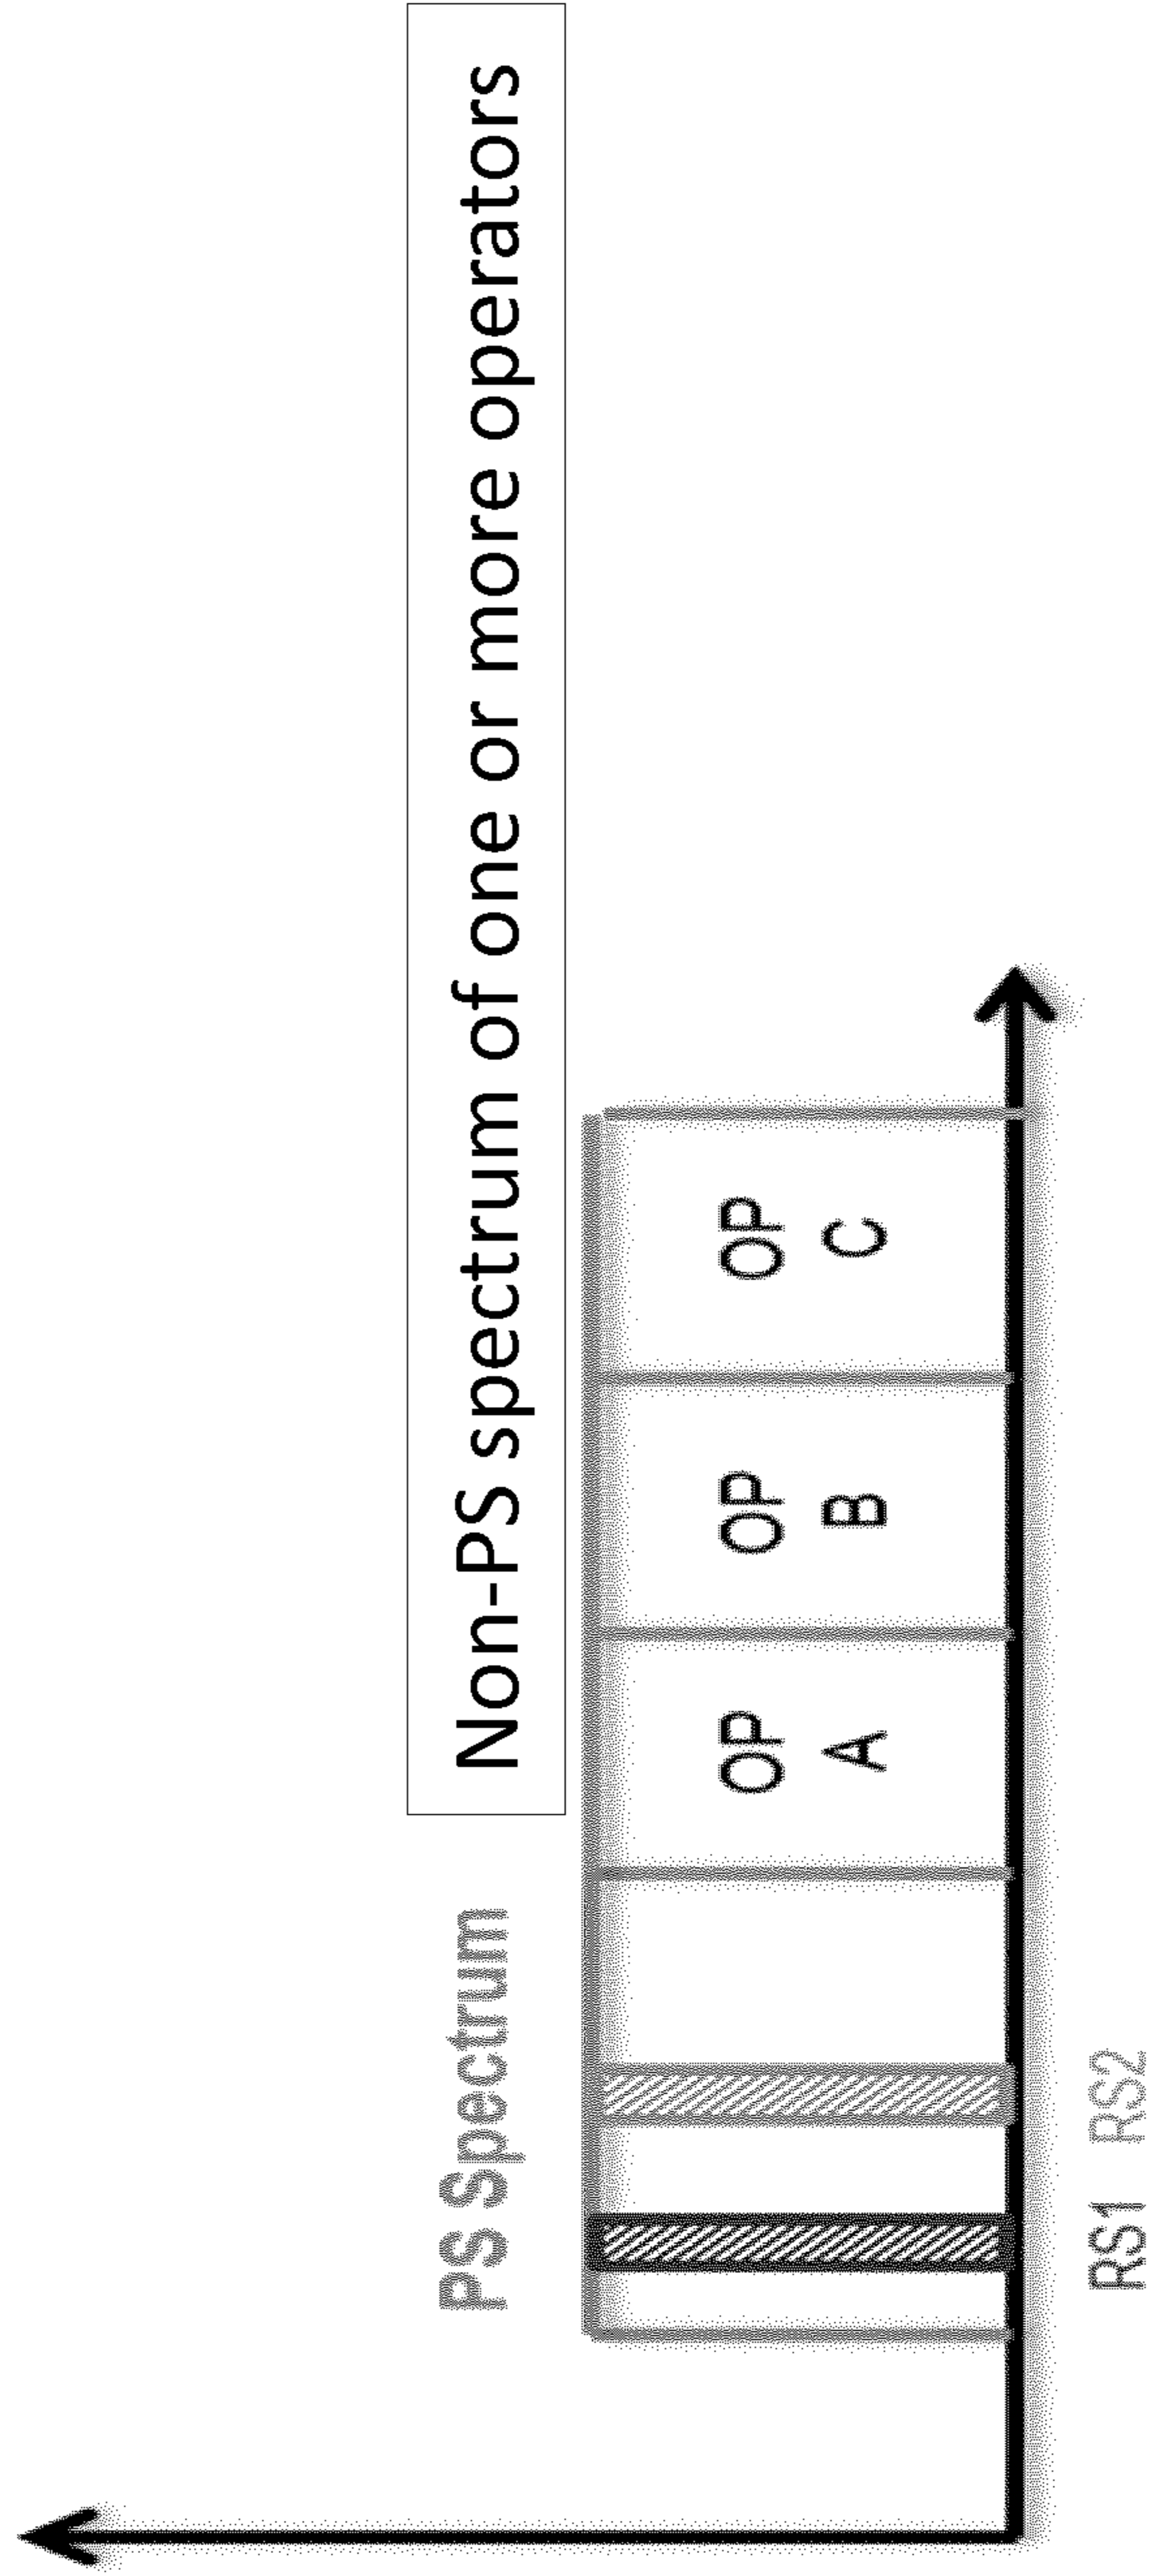 PS Spectrum
Non-PS spectrum of one or more operators
OP
A
OP
B
OP
C
RS1
RS2